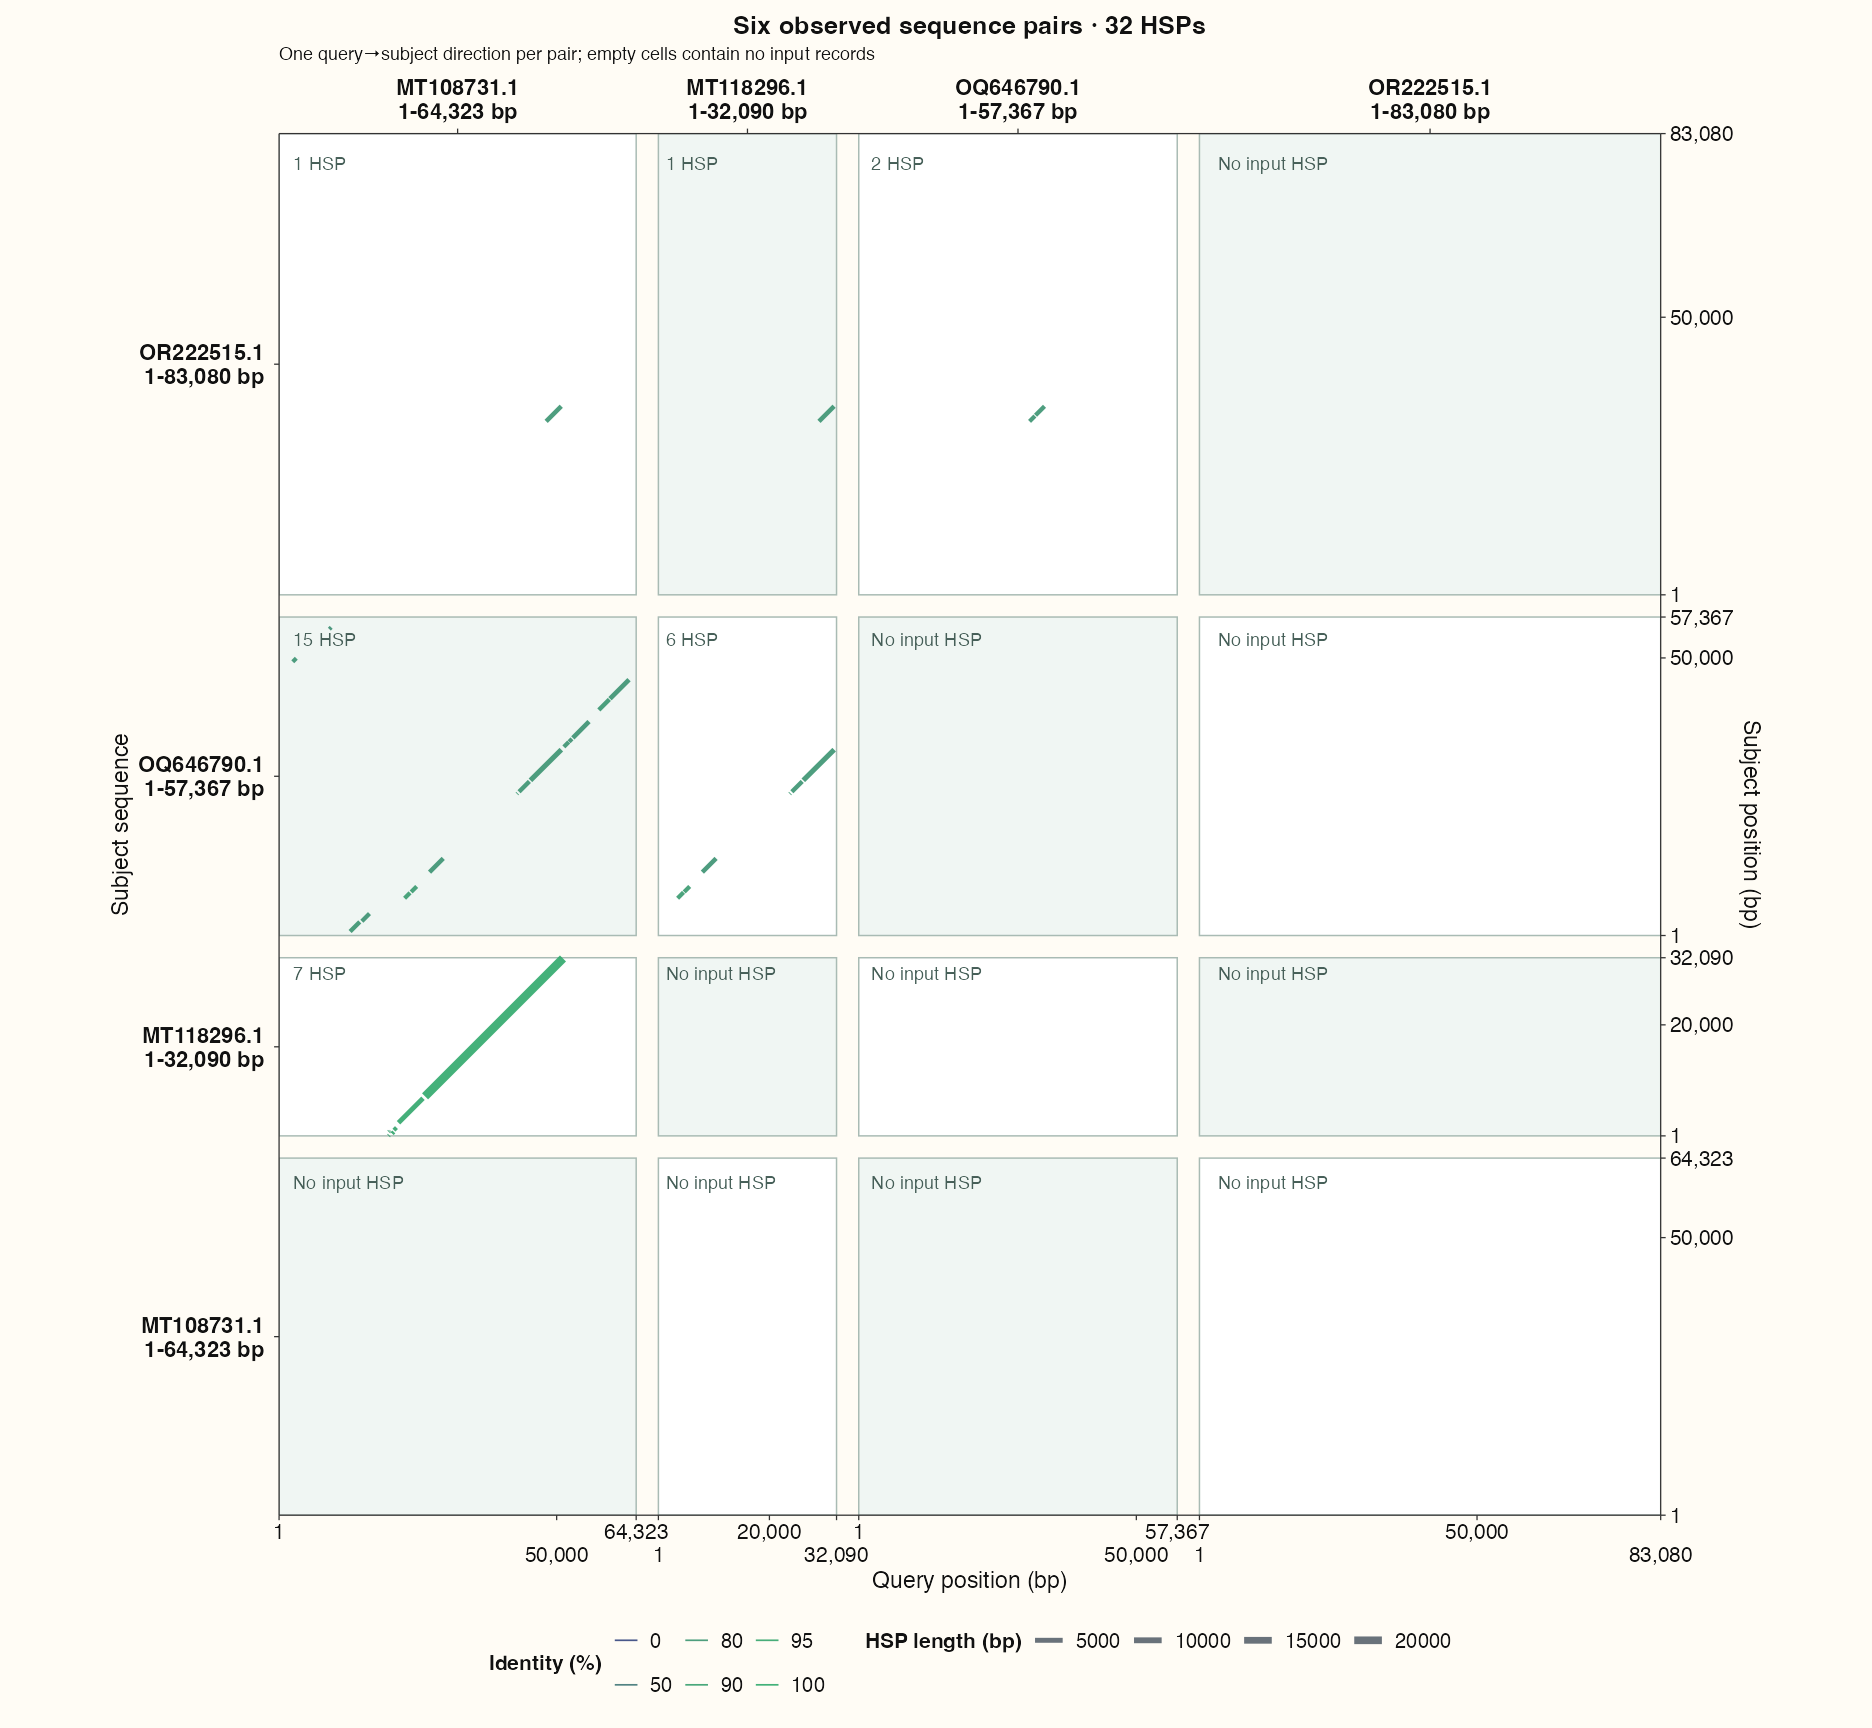 Six observed sequence pairs · 32 HSPs
One query→subject direction per pair; empty cells contain no input records
MT108731.1
1-64,323 bp
MT118296.1
1-32,090 bp
OQ646790.1
1-57,367 bp
OR222515.1
1-83,080 bp
1 HSP
1 HSP
2 HSP
No input HSP
83,080
50,000
1
OR222515.1
1-83,080 bp
15 HSP
6 HSP
No input HSP
No input HSP
57,367
50,000
1
OQ646790.1
1-57,367 bp
Subject sequence
Subject position (bp)
7 HSP
No input HSP
No input HSP
No input HSP
32,090
20,000
1
MT118296.1
1-32,090 bp
No input HSP
No input HSP
No input HSP
No input HSP
64,323
50,000
1
MT108731.1
1-64,323 bp
1
64,323
20,000
1
57,367
50,000
50,000
1
32,090
50,000
1
83,080
Query position (bp)
Identity (%)
0
80
95
50
90
100
HSP length (bp)
5000
10000
15000
20000